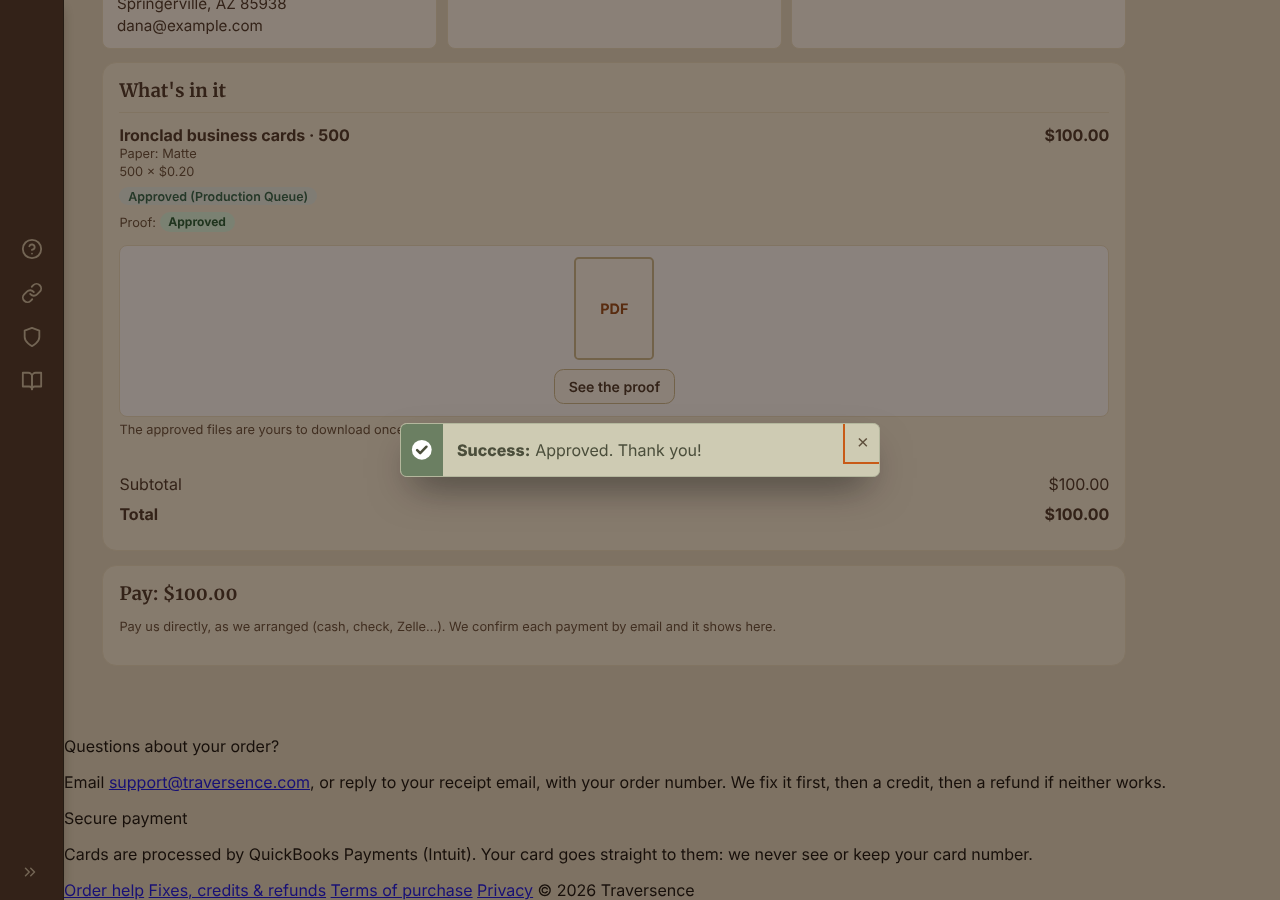 Springerville, AZ 85938
dana@example.com
What's in it
Ironclad business cards · 500
$100.00
Paper: Matte
500 × $0.20
Approved (Production Queue)
Proof: Approved
PDF
See the proof
The approved files are yours to download once
Success: Approved. Thank you!
×
Subtotal
$100.00
Total
$100.00
Pay: $100.00
Pay us directly, as we arranged (cash, check, Zelle...). We confirm each payment by email and it shows here.
Questions about your order?
Email support@traversence.com, or reply to your receipt email, with your order number. We fix it first, then a credit, then a refund if neither works.
Secure payment
Cards are processed by QuickBooks Payments (Intuit). Your card goes straight to them: we never see or keep your card number.
Order help Fixes, credits & refunds Terms of purchase Privacy © 2026 Traversence